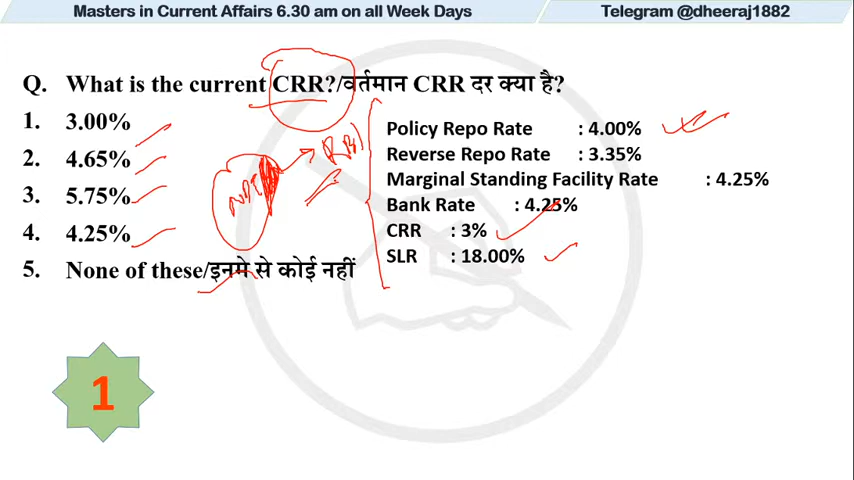 Masters in Current Affairs 6.30 am on all Week Days
Telegram @dheeraj1882
Q. What is the current CRR?/वर्तमान CRR दर क्या है?
1. 3.00%
2. 4.65%
3. 5.75%
4. 4.25%
5. None of these/इनमे से कोई नहीं
Policy Repo Rate : 4.00%
Reverse Repo Rate : 3.35%
Marginal Standing Facility Rate : 4.25%
Bank Rate : 4.25%
CRR : 3%
SLR : 18.00%
NDTL
RBI
1